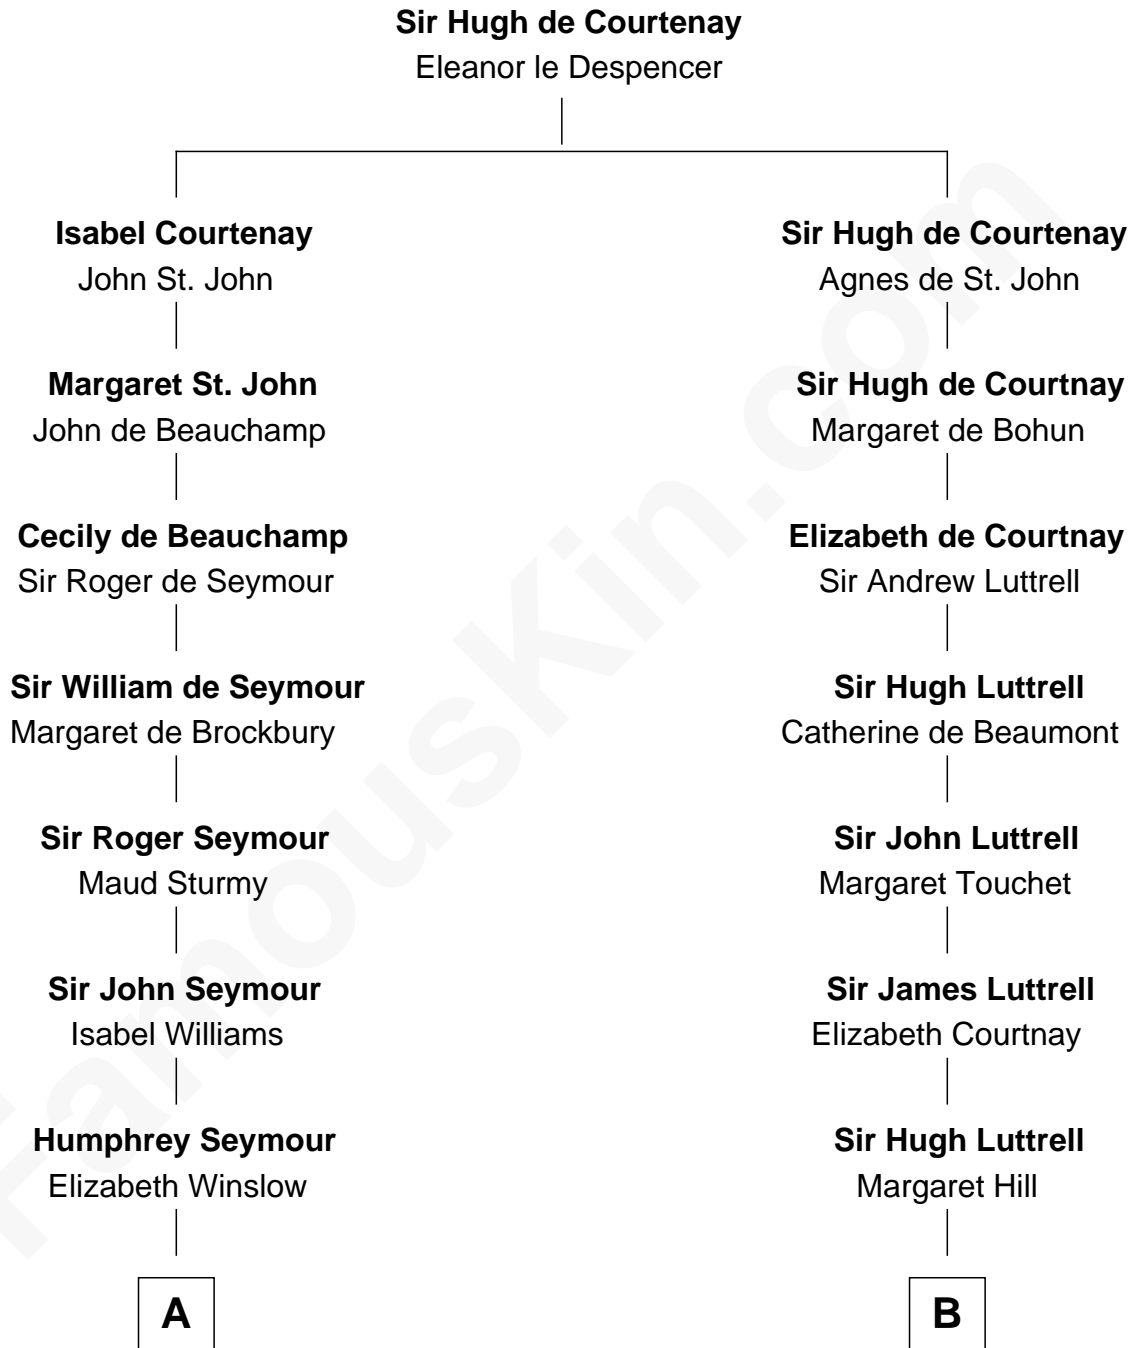 Sir Hugh de Courtenay
Eleanor le Despencer
Isabel Courtenay
John St. John
Sir Hugh de Courtenay
Agnes de St. John
Margaret St. John
John de Beauchamp
Sir Hugh de Courtnay
Margaret de Bohun
Cecily de Beauchamp
Sir Roger de Seymour
Elizabeth de Courtnay
Sir Andrew Luttrell
Sir William de Seymour
Margaret de Brockbury
Sir Hugh Luttrell
Catherine de Beaumont
Sir Roger Seymour
Maud Sturmy
Sir John Luttrell
Margaret Touchet
Sir John Seymour
Isabel Williams
Sir James Luttrell
Elizabeth Courtnay
Humphrey Seymour
Elizabeth Winslow
Sir Hugh Luttrell
Margaret Hill
A
B
FamousKin.com